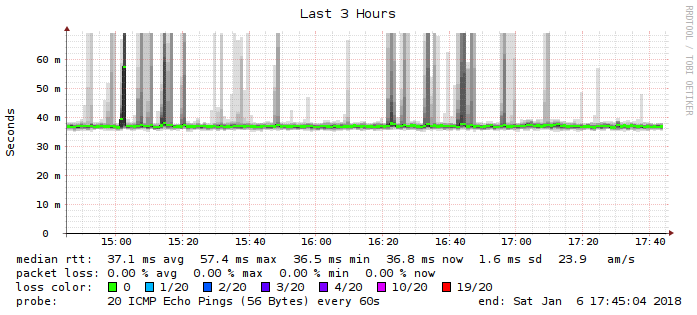 Last 3 Hours
RRDTOOL / TOBI OETIKER
Seconds
60 m
50 m
40 m
30 m
20 m
10 m
0
15:00 15:20 15:40 16:00 16:20 16:40 17:00 17:20 17:40
median rtt: 37.1 ms avg 57.4 ms max 36.5 ms min 36.8 ms now 1.6 ms sd 23.9 am/s
packet loss: 0.00 % avg 0.00 % max 0.00 % min 0.00 % now
loss color: 0 1/20 2/20 3/20 4/20 10/20 19/20
probe: 20 ICMP Echo Pings (56 Bytes) every 60s end: Sat Jan 6 17:45:04 2018